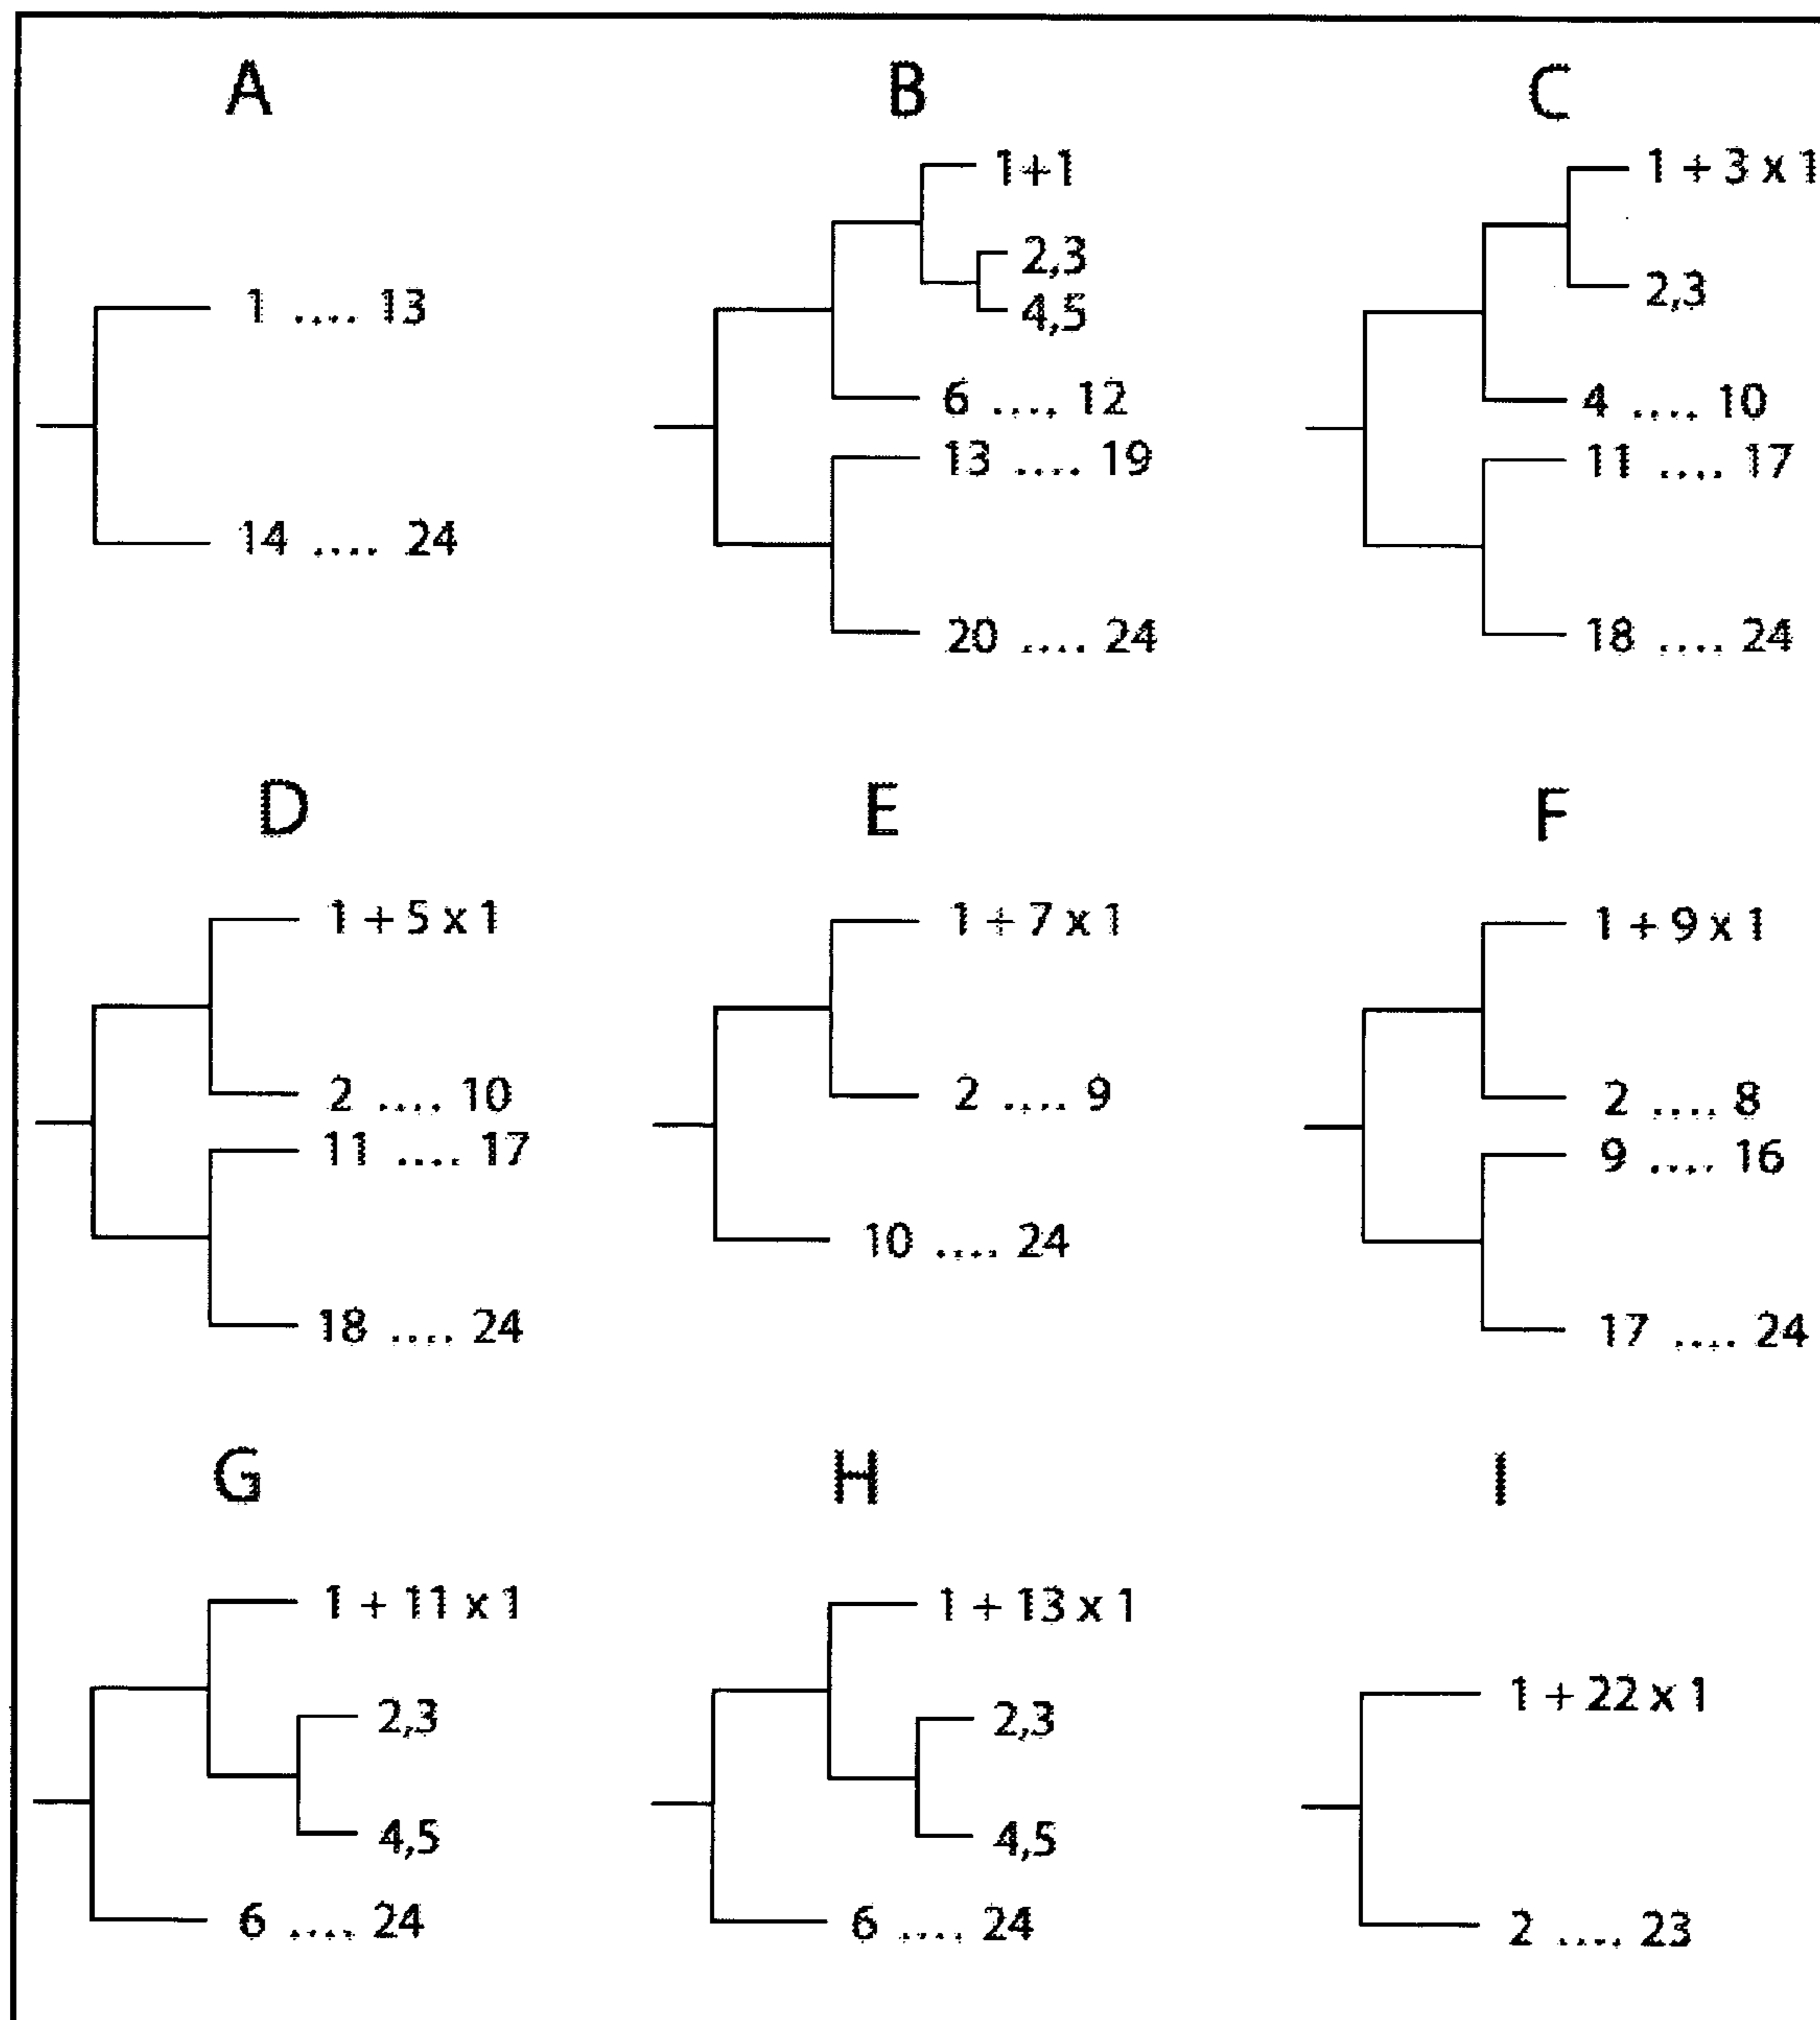 A
1 .... 13
14 .... 24
B
1+1
2,3
4,5
6 .... 12
13 .... 19
20 .... 24
C
1 + 3 x 1
2,3
4 .... 10
11 .... 17
18 .... 24
D
1 + 5 x 1
2 .... 10
11 .... 17
18 .... 24
E
1 + 7 x 1
2 .... 9
10 .... 24
F
1 + 9 x 1
2 .... 8
9 .... 16
17 .... 24
G
1 + 11 x 1
2,3
4,5
6 .... 24
H
1 + 13 x 1
2,3
4,5
6 .... 24
I
1 + 22 x 1
2 .... 23